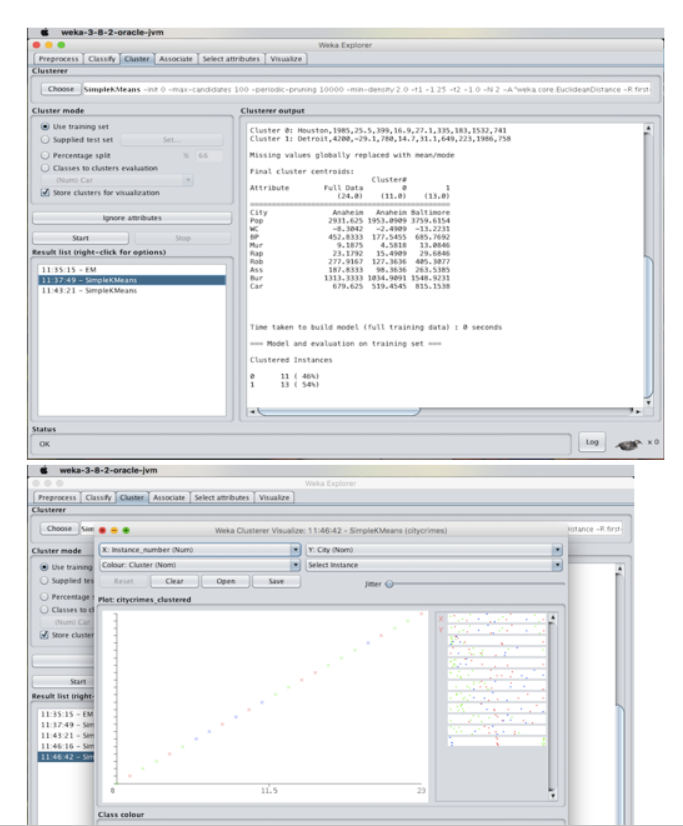 weka-3-8-2-oracle-jvm
Weka Explorer
Preprocess Classify Cluster Associate Select attributes Visualize
Clusterer
Choose SimpleKMeans -init 0 -max-candidates 100 -periodic-pruning 10000 -min-density 2.0 -t1 -1.25 -t2 -1.0 -N 2 -A "weka.core.EuclideanDistance -R first-
Cluster mode
Use training set
Supplied test set Set...
Percentage split % 66
Classes to clusters evaluation
(Num) Car
Store clusters for visualization
Ignore attributes
Start Stop
Result list (right-click for options)
11:35:15 - EM
11:37:49 - SimpleKMeans
11:43:21 - SimpleKMeans
Clusterer output
Cluster 0: Houston,1985,25.5,399,16.9,27.1,335,183,1532,741
Cluster 1: Detroit,4200,-29.1,780,14.7,31.1,649,223,1986,758
Missing values globally replaced with mean/mode
Final cluster centroids:
Cluster#
Attribute Full Data 0 1
(24.0) (11.0) (13.0)
City Anaheim Anaheim Baltimore
Pop 2931.625 1953.0909 3759.6154
WC -8.3042 -2.4909 -13.2231
BP 452.8333 177.5455 685.7692
Mur 9.1875 4.5818 13.0846
Rap 23.1792 15.4909 29.6846
Rob 277.9167 127.3636 405.3077
Ass 187.8333 98.3636 263.5385
Bur 1313.3333 1034.9091 1548.9231
Car 679.625 519.4545 815.1538
Time taken to build model (full training data) : 0 seconds
=== Model and evaluation on training set ===
Clustered Instances
0 11 ( 46%)
1 13 ( 54%)
Status
OK
Log x 0
weka-3-8-2-oracle-jvm
Weka Explorer
Preprocess Classify Cluster Associate Select attributes Visualize
Clusterer
Choose Sim
istance -R first-
Weka Clusterer Visualize: 11:46:42 - SimpleKMeans (citycrimes)
Cluster mode
Use training
Supplied tes
Percentage s
Classes to cl
(Num) Car
Store cluster
Start
Result list (right-
11:35:15 - EM
11:37:49 - Sim
11:43:21 - Sim
11:46:16 - Sim
11:46:42 - Sim
X: Instance_number (Num) Y: City (Nom)
Colour: Cluster (Nom) Select Instance
Reset Clear Open Save Jitter
Plot: citycrimes_clustered
X
Y
0 11.5 23
Class colour